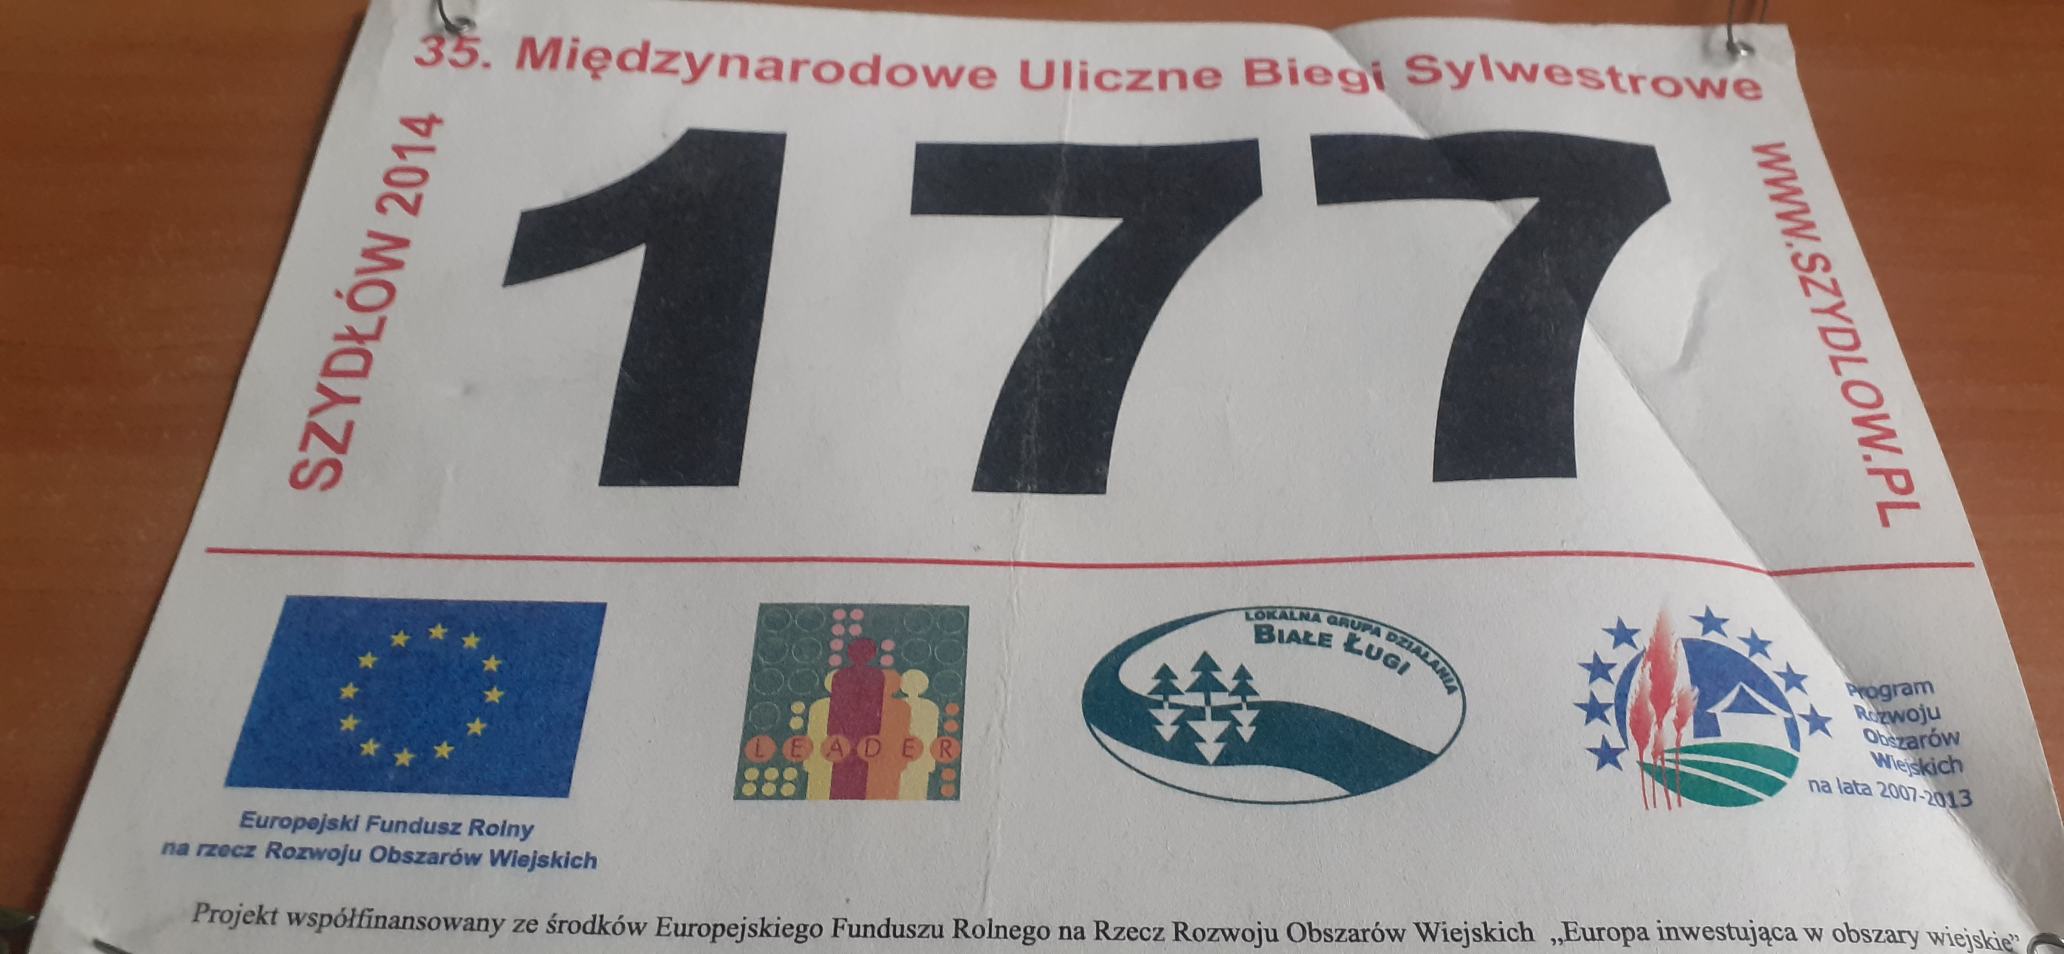 35. Międzynarodowe Uliczne Biegi Sylwestrowe
SZYDŁÓW 2014
177
WWW.SZYDLOW.PL
LEADER
LOKALNA GRUPA DZIAŁANIA
BIAŁE ŁUGI
Program
Rozwoju
Obszarów
Wiejskich
na lata 2007-2013
Europejski Fundusz Rolny
na rzecz Rozwoju Obszarów Wiejskich
Projekt współfinansowany ze środków Europejskiego Funduszu Rolnego na Rzecz Rozwoju Obszarów Wiejskich „Europa inwestująca w obszary wiejskie”